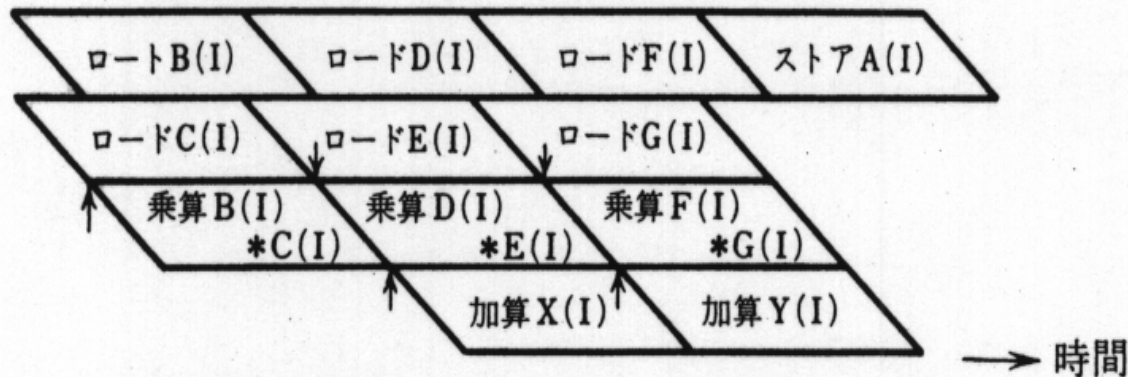 ロートB(I)
ロードD(I)
ロードF(I)
ストアA(I)
ロードC(I)
ロードE(I)
ロードG(I)
乗算B(I)
*C(I)
乗算D(I)
*E(I)
乗算F(I)
*G(I)
加算X(I)
加算Y(I)
時間